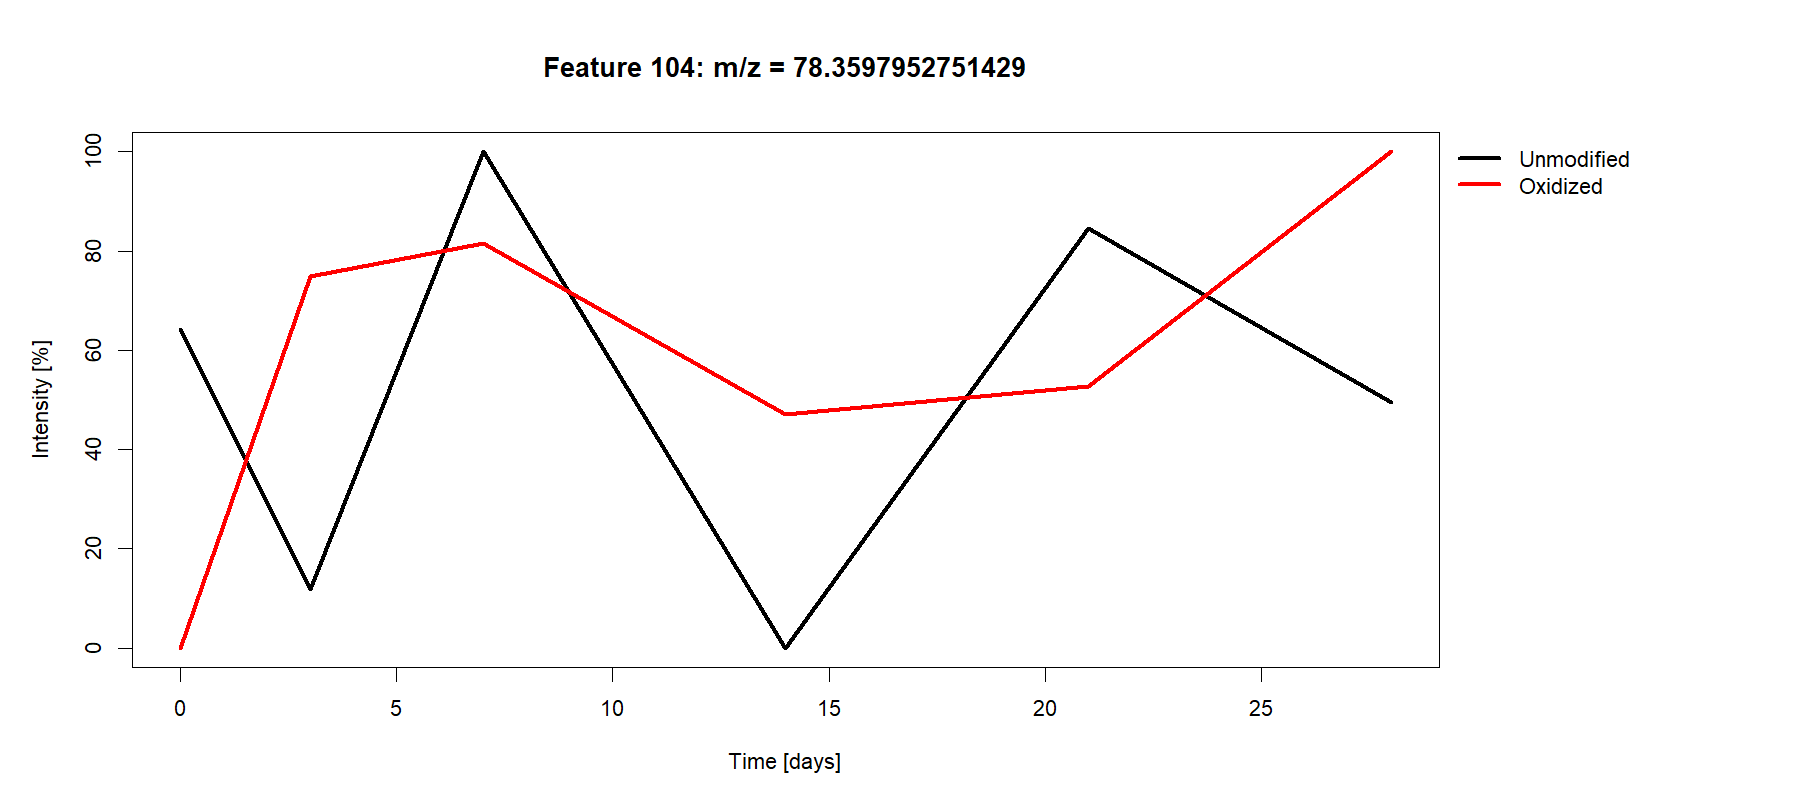 Feature 104: m/z = 78.3597952751429
Unmodified
Oxidized
Intensity [%]
100
80
60
40
20
0
0 5 10 15 20 25
Time [days]